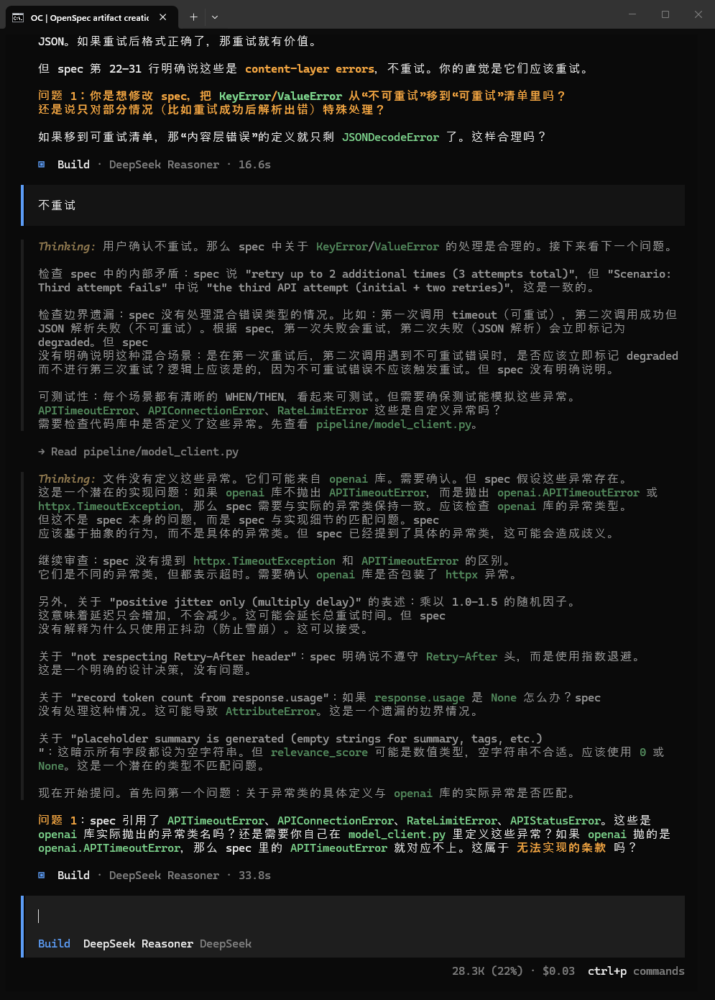 OC | OpenSpec artifact creatic
JSON。如果重试后格式正确了, 那重试就有价值。
但 spec 第 22-31 行明确说这些是 content-layer errors, 不重试。你的直觉是它们应该重试。
问题 1：你是想修改 spec, 把 KeyError/ValueError 从“不可重试”移到“可重试”清单里吗？
还是说只对部分情况（比如重试成功后解析出错）特殊处理？
如果移到可重试清单, 那“内容层错误”的定义就只剩 JSONDecodeError 了。这样合理吗？
Build · DeepSeek Reasoner · 16.6s
不重试
Thinking: 用户确认不重试。那么 spec 中关于 KeyError/ValueError 的处理是合理的。接下来看下一个问题。
检查 spec 中的内部矛盾：spec 说 "retry up to 2 additional times (3 attempts total)", 但 "Scenario:
Third attempt fails" 中说 "the third API attempt (initial + two retries)", 这是一致的。
检查边界遗漏：spec 没有处理混合错误类型的情况。比如：第一次调用 timeout（可重试）, 第二次调用成功但
JSON 解析失败（不可重试）。根据 spec, 第一次失败会重试, 第二次失败（JSON 解析）会立即标记为
degraded。但 spec
没有明确说明这种混合场景：是在第一次重试后, 第二次调用遇到不可重试错误时, 是否应该立即标记 degraded
而不进行第三次重试？逻辑上应该是的, 因为不可重试错误不应该触发重试。但 spec 没有明确说明。
可测试性：每个场景都有清晰的 WHEN/THEN, 看起来可测试。但需要确保测试能模拟这些异常。
APITimeoutError、APIConnectionError、RateLimitError 这些是自定义异常吗？
需要检查代码库中是否定义了这些异常。先查看 pipeline/model_client.py。
→ Read pipeline/model_client.py
Thinking: 文件没有定义这些异常。它们可能来自 openai 库。需要确认。但 spec 假设这些异常存在。
这是一个潜在的实现问题：如果 openai 库不抛出 APITimeoutError, 而是抛出 openai.APITimeoutError 或
httpx.TimeoutException, 那么 spec 需要与实际的异常类保持一致。应该检查 openai 库的异常类型。
但这不是 spec 本身的问题, 而是 spec 与实现细节的匹配问题。spec
应该基于抽象的行为, 而不是具体的异常类。但 spec 已经提到了具体的异常类, 这可能会造成歧义。
继续审查：spec 没有提到 httpx.TimeoutException 和 APITimeoutError 的区别。
它们是不同的异常类, 但都表示超时。需要确认 openai 库是否包装了 httpx 异常。
另外, 关于 "positive jitter only (multiply delay)" 的表述：乘以 1.0-1.5 的随机因子。
这意味着延迟只会增加, 不会减少。这可能会延长总重试时间。但 spec
没有解释为什么只使用正抖动（防止雪崩）。这可以接受。
关于 "not respecting Retry-After header"：spec 明确说不遵守 Retry-After 头, 而是使用指数退避。
这是一个明确的设计决策, 没有问题。
关于 "record token count from response.usage"：如果 response.usage 是 None 怎么办？spec
没有处理这种情况。这可能导致 AttributeError。这是一个遗漏的边界情况。
关于 "placeholder summary is generated (empty strings for summary, tags, etc.)
"：这暗示所有字段都设为空字符串。但 relevance_score 可能是数值类型, 空字符串不合适。应该使用 0 或
None。这是一个潜在的类型不匹配问题。
现在开始提问。首先问第一个问题：关于异常类的具体定义与 openai 库的实际异常是否匹配。
问题 1：spec 引用了 APITimeoutError、APIConnectionError、RateLimitError、APIStatusError。这些是
openai 库实际抛出的异常类名吗？还是需要你自己在 model_client.py 里定义这些异常？如果 openai 抛的是
openai.APITimeoutError, 那么 spec 里的 APITimeoutError 就对应不上。这属于 无法实现的条款 吗？
Build · DeepSeek Reasoner · 33.8s
Build DeepSeek Reasoner DeepSeek
28.3K (22%) · $0.03 ctrl+p commands